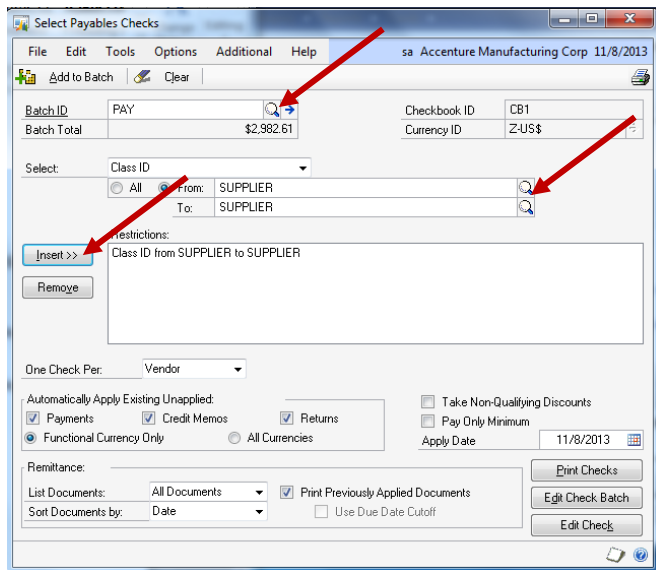 Select Payables Checks
File Edit Tools Options Additional Help sa Accenture Manufacturing Corp 11/8/2013
Add to Batch Clear
Batch ID PAY Checkbook ID CB1
Batch Total $2,982.61 Currency ID Z-US$
Select: Class ID
All From: SUPPLIER
To: SUPPLIER
Restrictions:
Insert >> Class ID from SUPPLIER to SUPPLIER
Remove
One Check Per: Vendor
Automatically Apply Existing Unapplied: Take Non-Qualifying Discounts
Payments Credit Memos Returns Pay Only Minimum
Functional Currency Only All Currencies Apply Date 11/8/2013
Remittance: Print Checks
List Documents: All Documents Print Previously Applied Documents Edit Check Batch
Sort Documents by: Date Use Due Date Cutoff Edit Check